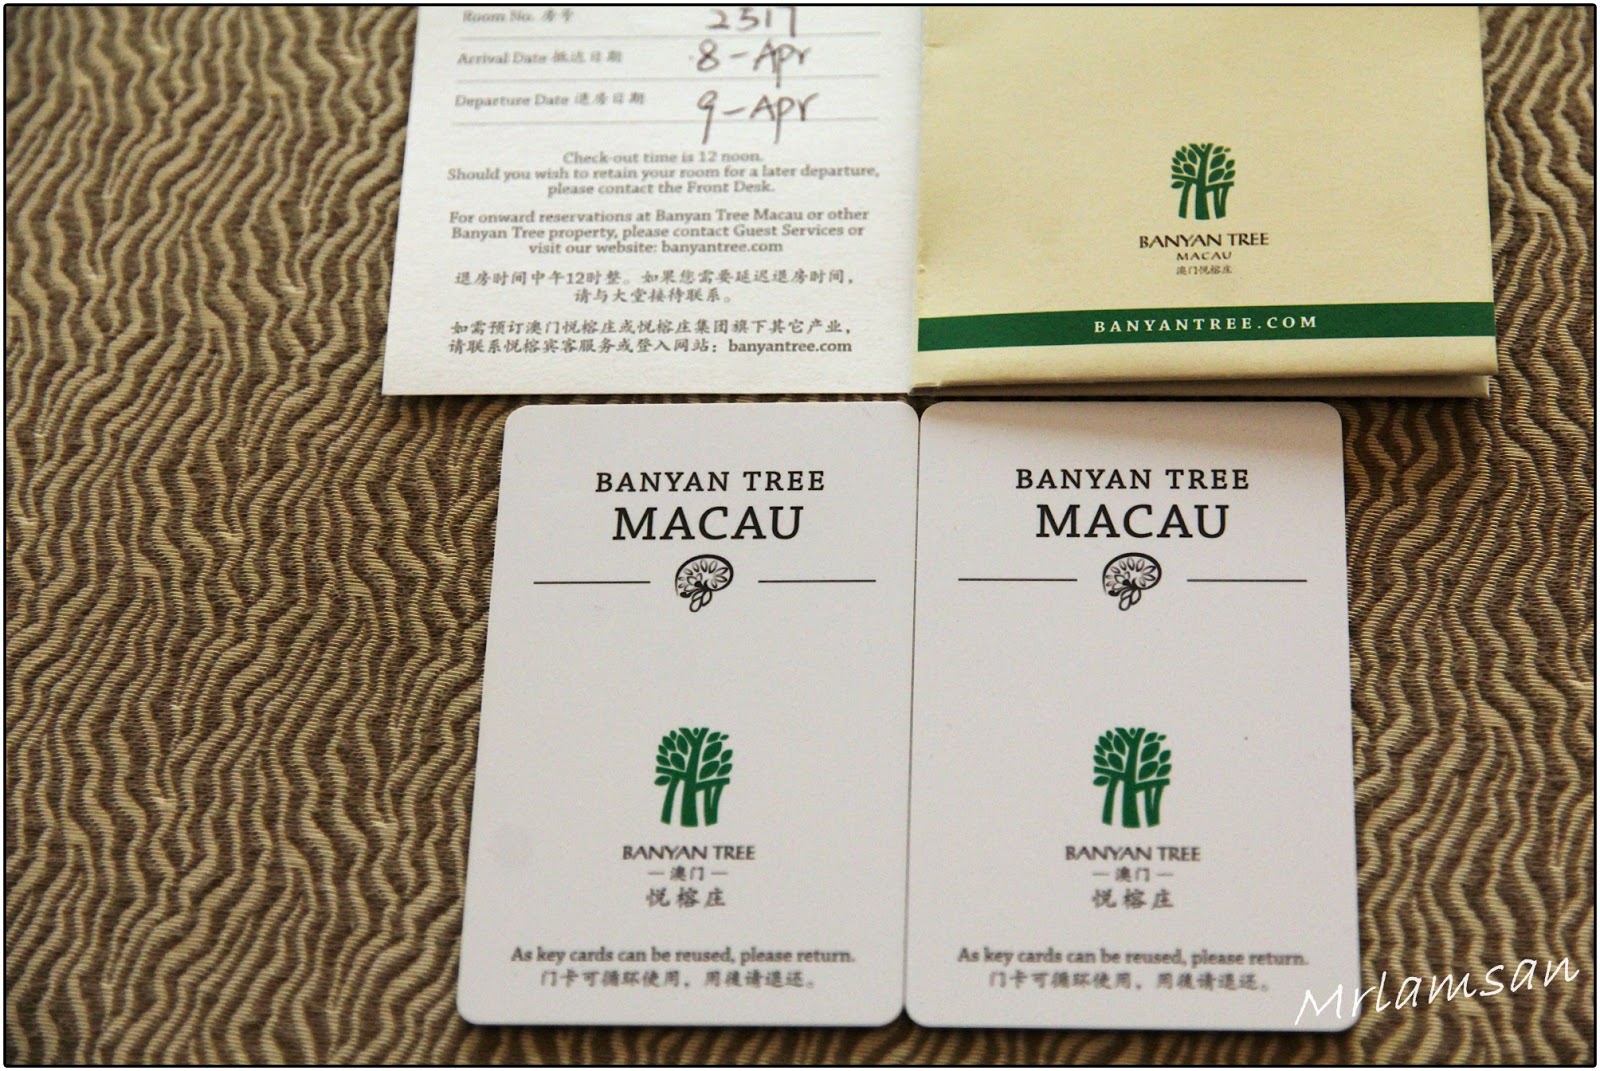 Room No. 房号 2517
Arrival Date 抵达日期 8-Apr
Departure Date 退房日期 9-Apr
Check-out time is 12 noon.
Should you wish to retain your room for a later departure,
please contact the Front Desk.
For onward reservations at Banyan Tree Macau or other
Banyan Tree property, please contact Guest Services or
visit our website: banyantree.com
退房时间中午12时整。如果您需要延迟退房时间，
请与大堂接待联系。
如需预订澳门悦榕庄或悦榕庄集团旗下其它产业，
请联系悦榕宾客服务或登入网站：banyantree.com
BANYAN TREE
MACAU
澳门悦榕庄
BANYANTREE.COM
BANYAN TREE
MACAU
BANYAN TREE
澳门
悦榕庄
As key cards can be reused, please return.
门卡可循环使用，用後请退还。
BANYAN TREE
MACAU
BANYAN TREE
澳门
悦榕庄
As key cards can be reused, please return.
门卡可循环使用，用後请退还。
Mrlamsan